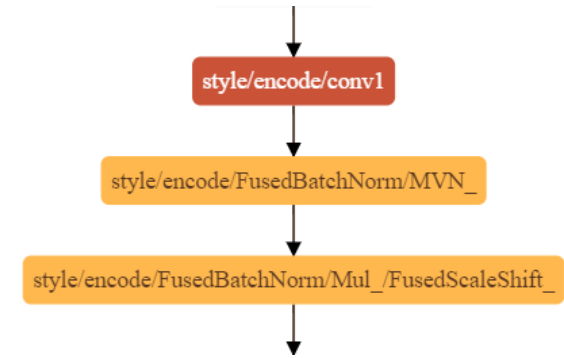 style/encode/conv1
style/encode/FusedBatchNorm/MVN_
style/encode/FusedBatchNorm/Mul_/FusedScaleShift_